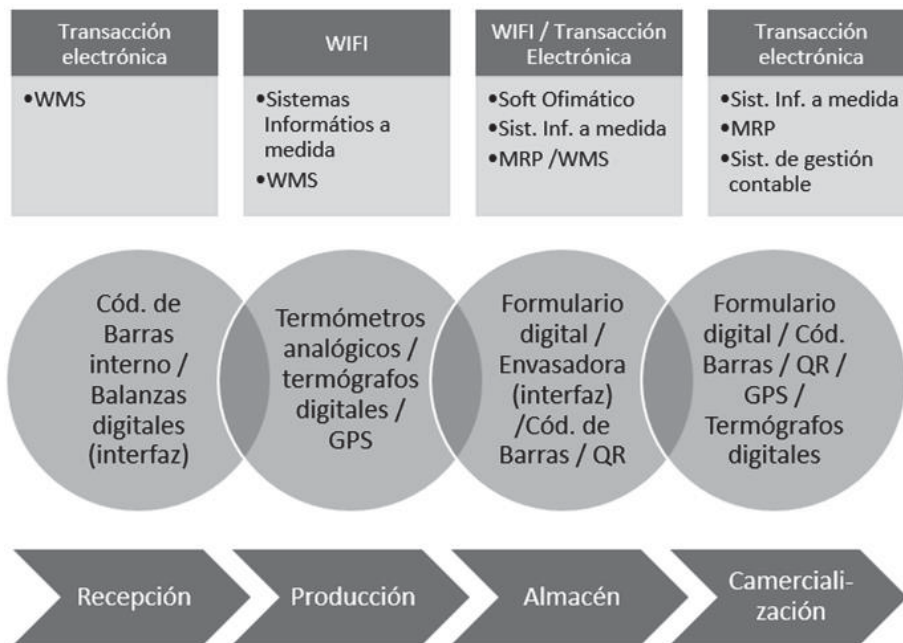 Transacción
electrónica
•WMS
WIFI
•Sistemas
Informátios a
medida
•WMS
WIFI / Transacción
Electrónica
•Soft Ofimático
•Sist. Inf. a medida
•MRP /WMS
Transacción
electrónica
•Sist. Inf. a medida
•MRP
•Sist. de gestión
contable
Cód. de
Barras
interno /
Balanzas
digitales
(interfaz)
Termómetros
analógicos /
termógrafos
digitales /
GPS
Formulario
digital /
Envasadora
(interfaz)
/Cód. de
Barras / QR
Formulario
digital / Cód.
Barras / QR /
GPS /
Termógrafos
digitales
Recepción
Producción
Almacén
Camerciali-
zación